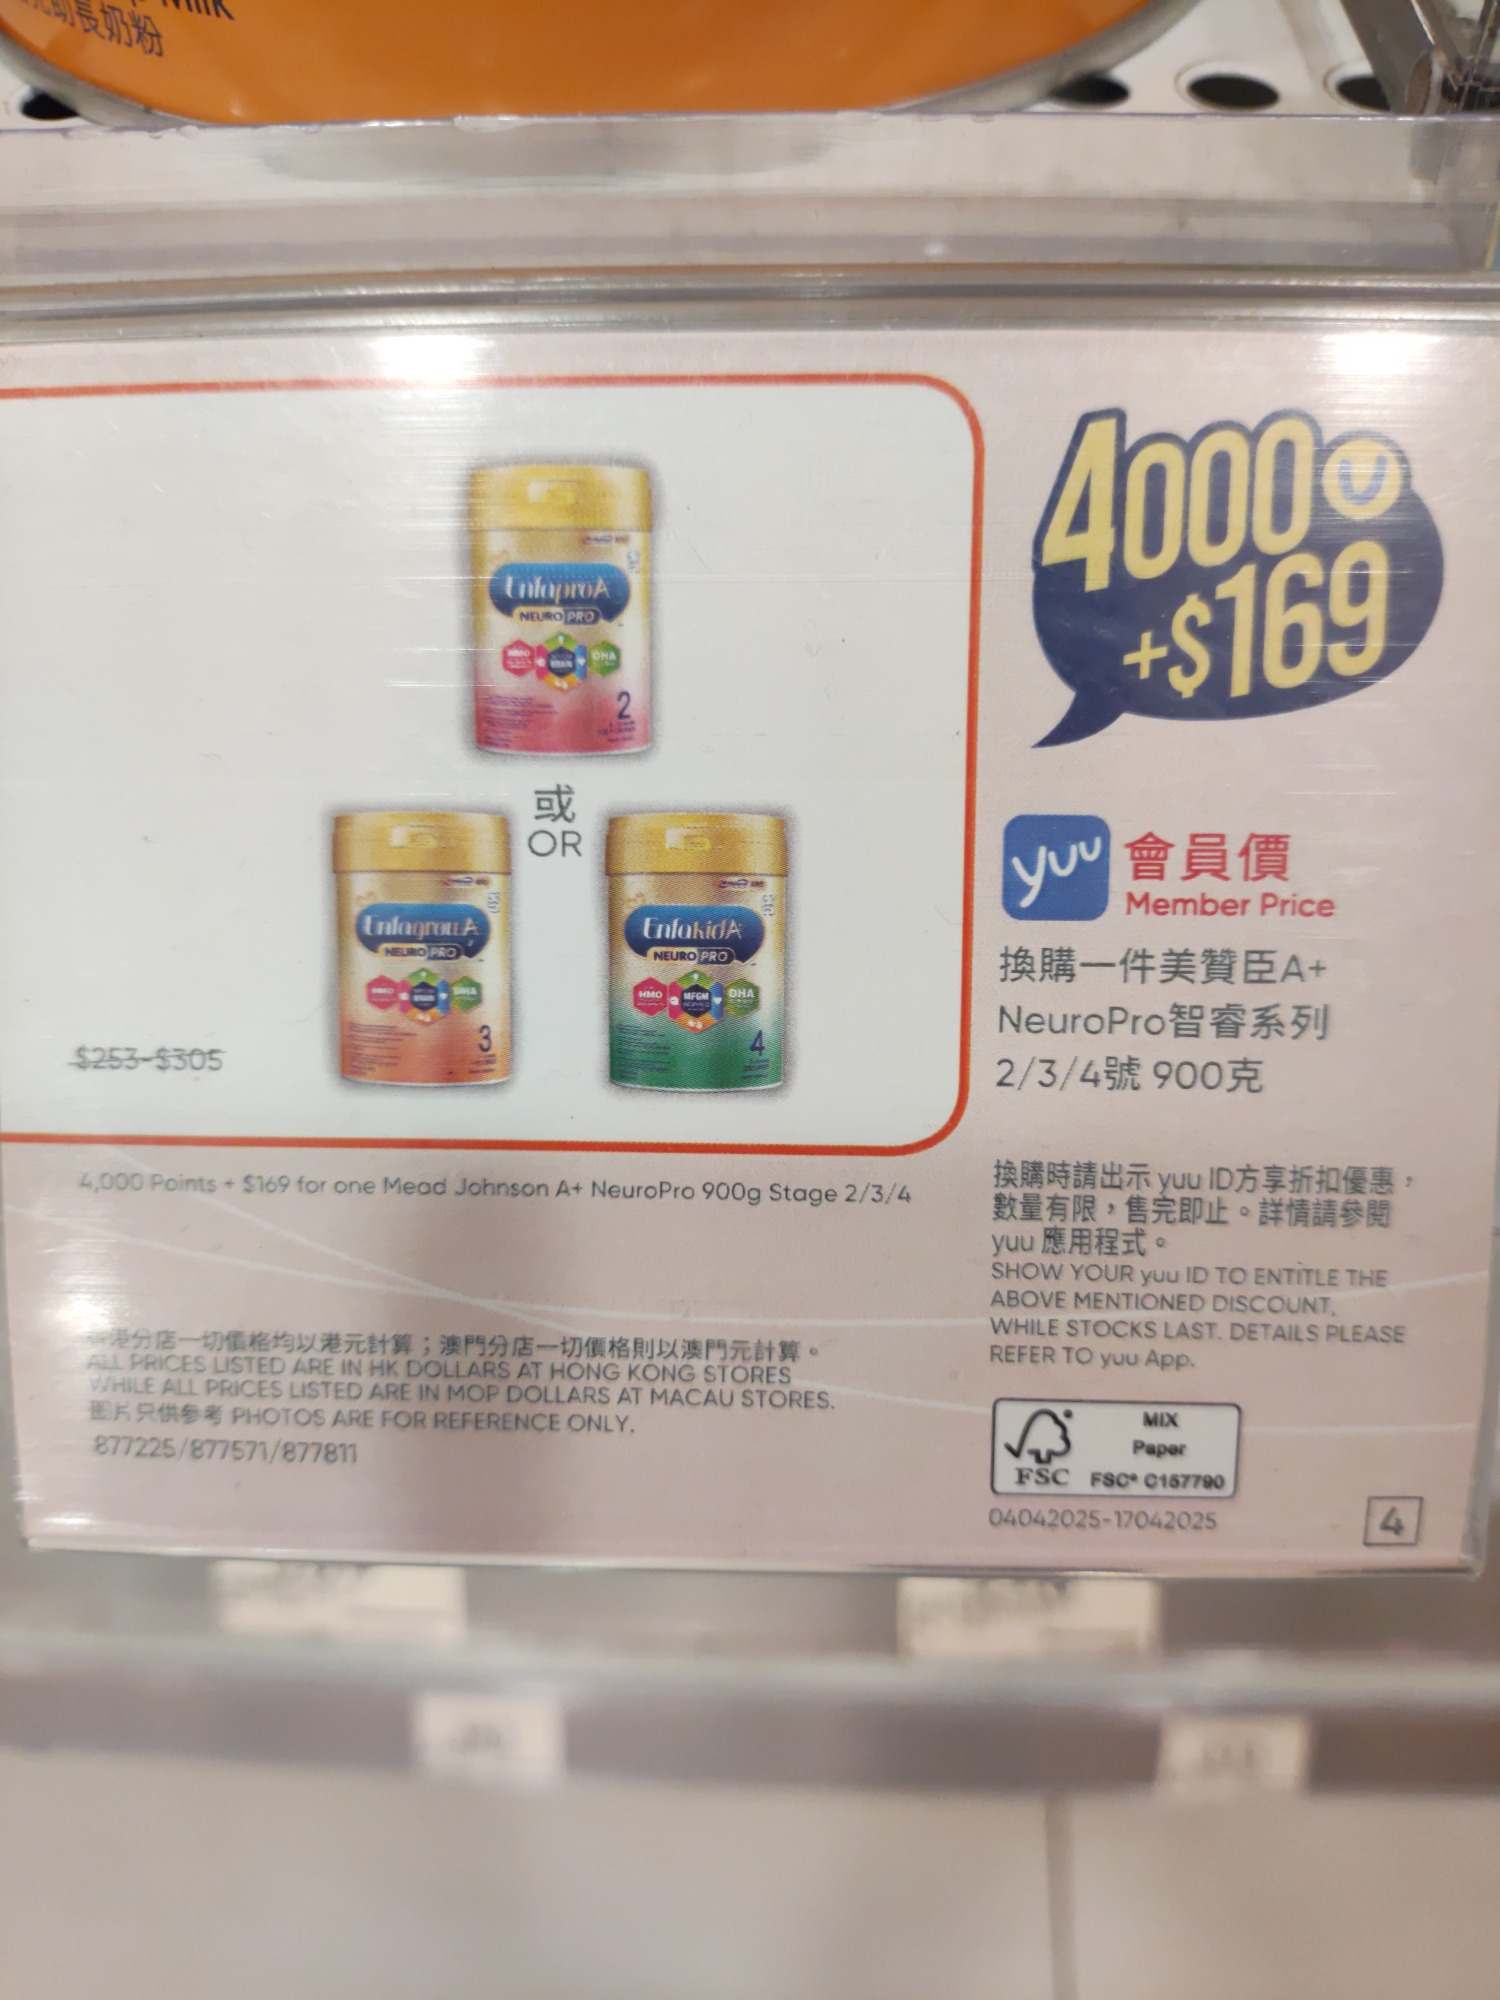 助長奶粉
4000
+$169
EnfaproA+
NEUROPRO
HMO
DHA
2
或
OR
EnfagrowA+
NEUROPRO
3
EnfakidA+
NEUROPRO
HMO
MFGM
DHA
4
$253-$305
yuu 會員價
Member Price
換購一件美贊臣A+
NeuroPro智睿系列
2/3/4號 900克
4,000 Points + $169 for one Mead Johnson A+ NeuroPro 900g Stage 2/3/4
換購時請出示 yuu ID方享折扣優惠，
數量有限，售完即止。詳情請參閱
yuu 應用程式。
SHOW YOUR yuu ID TO ENTITLE THE
ABOVE MENTIONED DISCOUNT.
WHILE STOCKS LAST. DETAILS PLEASE
REFER TO yuu App.
香港分店一切價格均以港元計算；澳門分店一切價格則以澳門元計算。
ALL PRICES LISTED ARE IN HK DOLLARS AT HONG KONG STORES
WHILE ALL PRICES LISTED ARE IN MOP DOLLARS AT MACAU STORES.
圖片只供參考 PHOTOS ARE FOR REFERENCE ONLY.
877225/877571/877811
MIX
Paper
FSC FSC® C157790
04042025-17042025
4